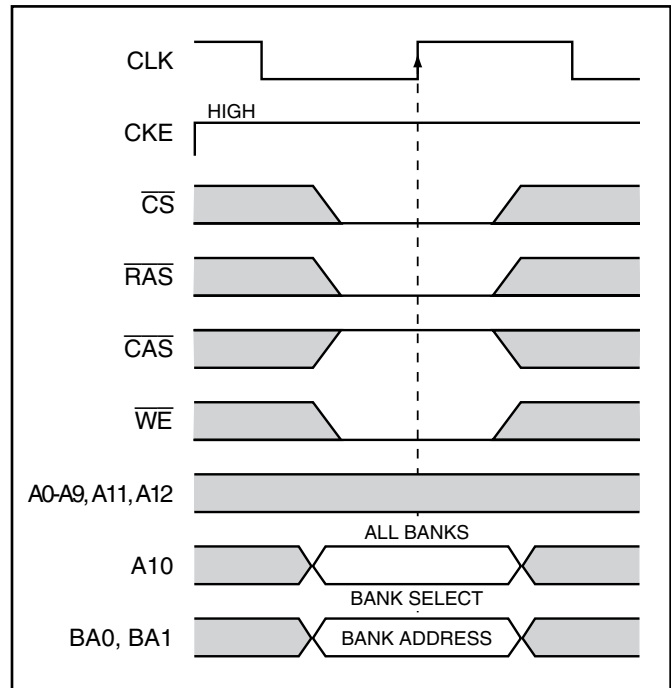 CLK
HIGH
CKE
CS
RAS
CAS
WE
A0-A9, A11, A12
ALL BANKS
A10
BANK SELECT
BA0, BA1 BANK ADDRESS